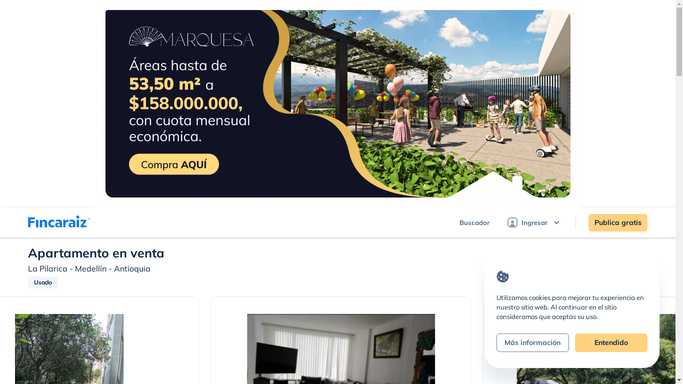 MARQUESA
Áreas hasta de
53,50 m² a
$158.000.000,
con cuota mensual
económica.
Compra AQUÍ
Fincaraiz
Buscador
Ingresar
Publica gratis
Apartamento en venta
La Pilarica - Medellín - Antioquia
Usado
Utilizamos cookies para mejorar tu experiencia en
nuestro sitio web. Al continuar en el sitio
consideramos que aceptas su uso.
Más información
Entendido